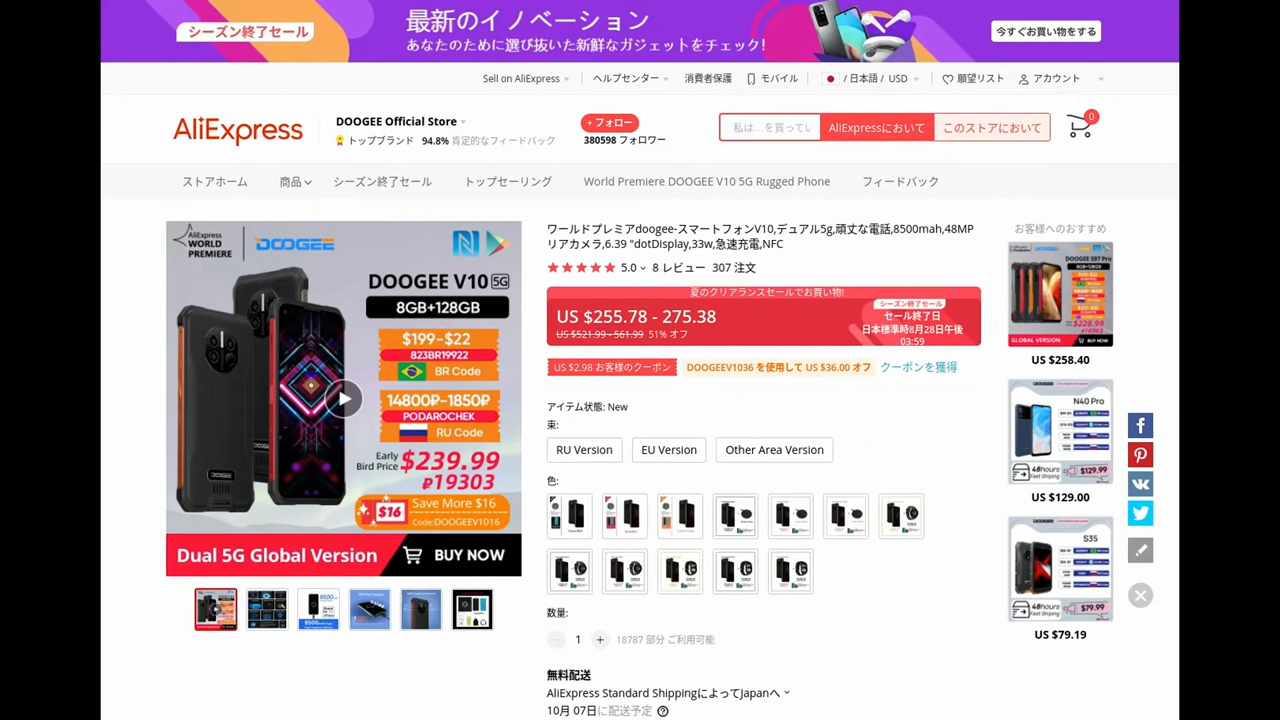 シーズン終了セール
最新のイノベーション
あなたのために選び抜いた新鮮なガジェットをチェック!
今すぐお買い物をする
Sell on AliExpress
ヘルプセンター
消費者保護
モバイル
/ 日本語 / USD
願望リスト
アカウント
AliExpress
DOOGEE Official Store
トップブランド 94.8% 肯定的なフィードバック
+ フォロー
380598 フォロワー
私は...を買ってい
AliExpressにおいて
このストアにおいて
0
ストアホーム
商品
シーズン終了セール
トップセーリング
World Premiere DOOGEE V10 5G Rugged Phone
フィードバック
AliExpress
WORLD
PREMIERE
DOOGEE
DOOGEE V10 5G
8GB+128GB
$199-$22
823BR19922
BR Code
14800₽-1850₽
PODAROCHEK
RU Code
Early
Bird Price
$239.99
₽19303
$16
Save More $16
Code:DOOGEEV1016
Dual 5G Global Version
BUY NOW
ワールドプレミアdoogee-スマートフォンV10,デュアル5g,頑丈な電話,8500mah,48MP
リアカメラ,6.39 "dotDisplay,33w,急速充電,NFC
5.0
8 レビュー
307 注文
夏のクリアランスセールでお買い物!
US $255.78 - 275.38
US $521.99 - 561.99 51% オフ
シーズン終了セール
セール終了日
日本標準時8月28日午後
03:59
US $2.98 お客様のクーポン
DOOGEEV1036 を使用して US $36.00 オフ
クーポンを獲得
アイテム状態: New
束:
RU Version
EU Version
Other Area Version
色:
数量:
1
18787 部分 ご利用可能
無料配送
AliExpress Standard ShippingによってJapanへ
10月 07日に配送予定
お客様へのおすすめ
DOOGEE S97 Pro
8GB+128GB
$228.99
GLOBAL VERSION
BUY NOW
US $258.40
N40 Pro
48hours
Fast Shipping
$129.99
US $129.00
S35
48hours
Fast Shipping
$79.99
US $79.19